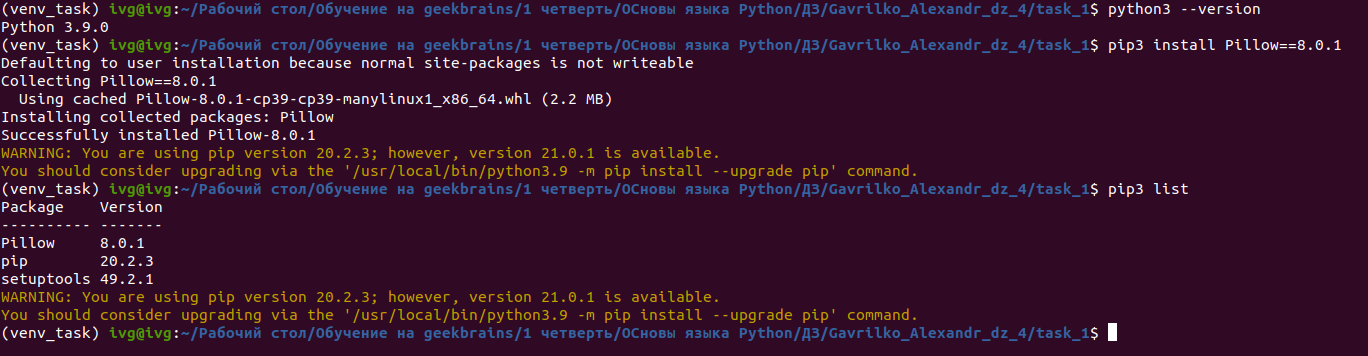 (venv_task) ivg@ivg:~/Рабочий стол/Обучение на geekbrains/1 четверть/ОСновы языка Python/ДЗ/Gavrilko_Alexandr_dz_4/task_1$ python3 --version
Python 3.9.0
(venv_task) ivg@ivg:~/Рабочий стол/Обучение на geekbrains/1 четверть/ОСновы языка Python/ДЗ/Gavrilko_Alexandr_dz_4/task_1$ pip3 install Pillow==8.0.1
Defaulting to user installation because normal site-packages is not writeable
Collecting Pillow==8.0.1
  Using cached Pillow-8.0.1-cp39-cp39-manylinux1_x86_64.whl (2.2 MB)
Installing collected packages: Pillow
Successfully installed Pillow-8.0.1
WARNING: You are using pip version 20.2.3; however, version 21.0.1 is available.
You should consider upgrading via the '/usr/local/bin/python3.9 -m pip install --upgrade pip' command.
(venv_task) ivg@ivg:~/Рабочий стол/Обучение на geekbrains/1 четверть/ОСновы языка Python/ДЗ/Gavrilko_Alexandr_dz_4/task_1$ pip3 list
Package    Version
---------- -------
Pillow     8.0.1
pip        20.2.3
setuptools 49.2.1
WARNING: You are using pip version 20.2.3; however, version 21.0.1 is available.
You should consider upgrading via the '/usr/local/bin/python3.9 -m pip install --upgrade pip' command.
(venv_task) ivg@ivg:~/Рабочий стол/Обучение на geekbrains/1 четверть/ОСновы языка Python/ДЗ/Gavrilko_Alexandr_dz_4/task_1$